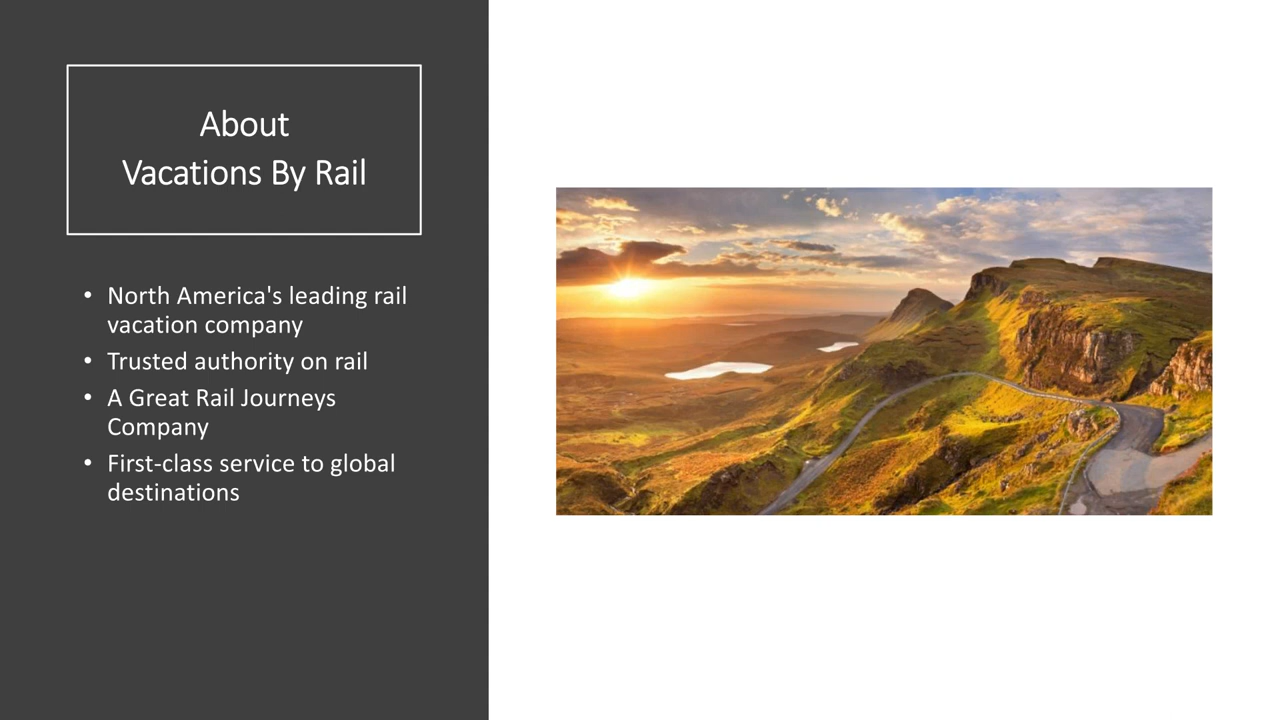 About
Vacations By Rail
• North America's leading rail
vacation company
• Trusted authority on rail
• A Great Rail Journeys
Company
• First-class service to global
destinations